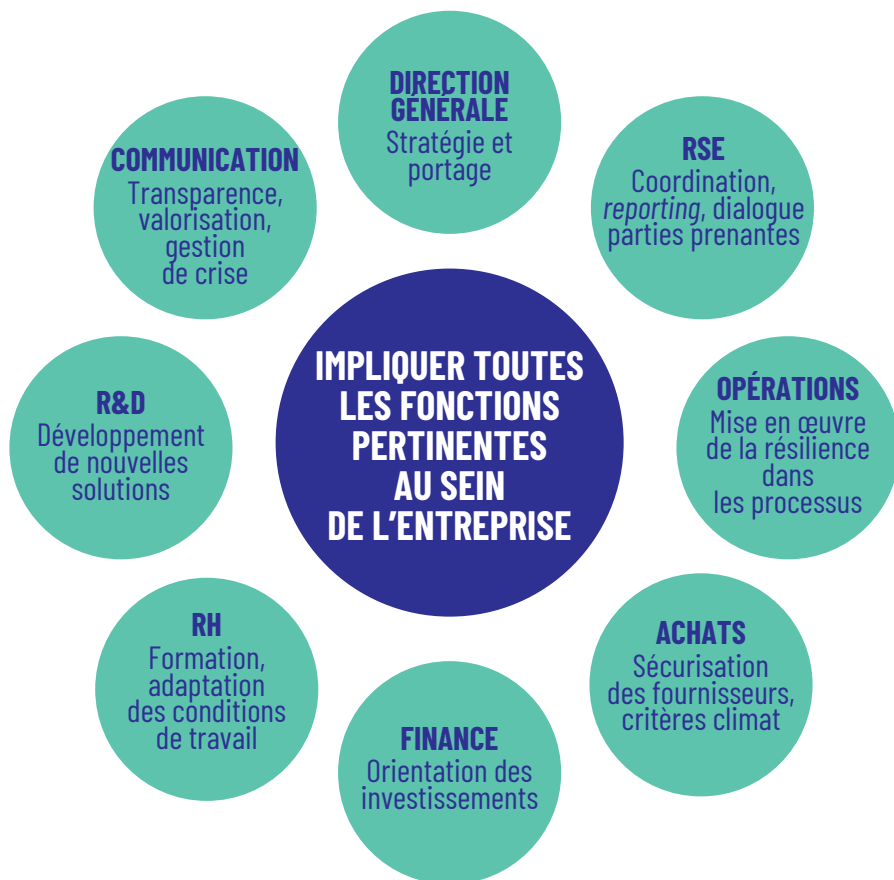 DIRECTION
GÉNÉRALE
Stratégie et
portage
RSE
Coordination,
reporting, dialogue
parties prenantes
OPÉRATIONS
Mise en œuvre
de la résilience
dans
les processus
ACHATS
Sécurisation
des fournisseurs,
critères climat
FINANCE
Orientation des
investissements
RH
Formation,
adaptation
des conditions
de travail
R&D
Développement
de nouvelles
solutions
COMMUNICATION
Transparence,
valorisation,
gestion
de crise
IMPLIQUER TOUTES
LES FONCTIONS
PERTINENTES
AU SEIN
DE L’ENTREPRISE